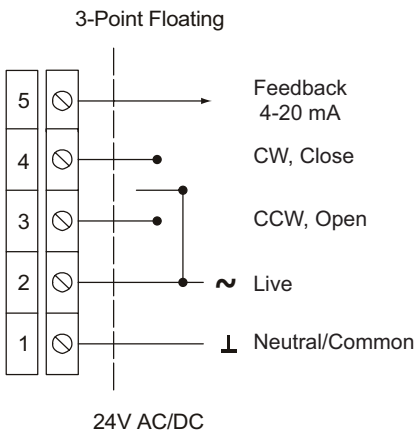 3-Point Floating
5
Feedback
4-20 mA
4
CW, Close
3
CCW, Open
2
~ Live
1
Neutral/Common
24V AC/DC